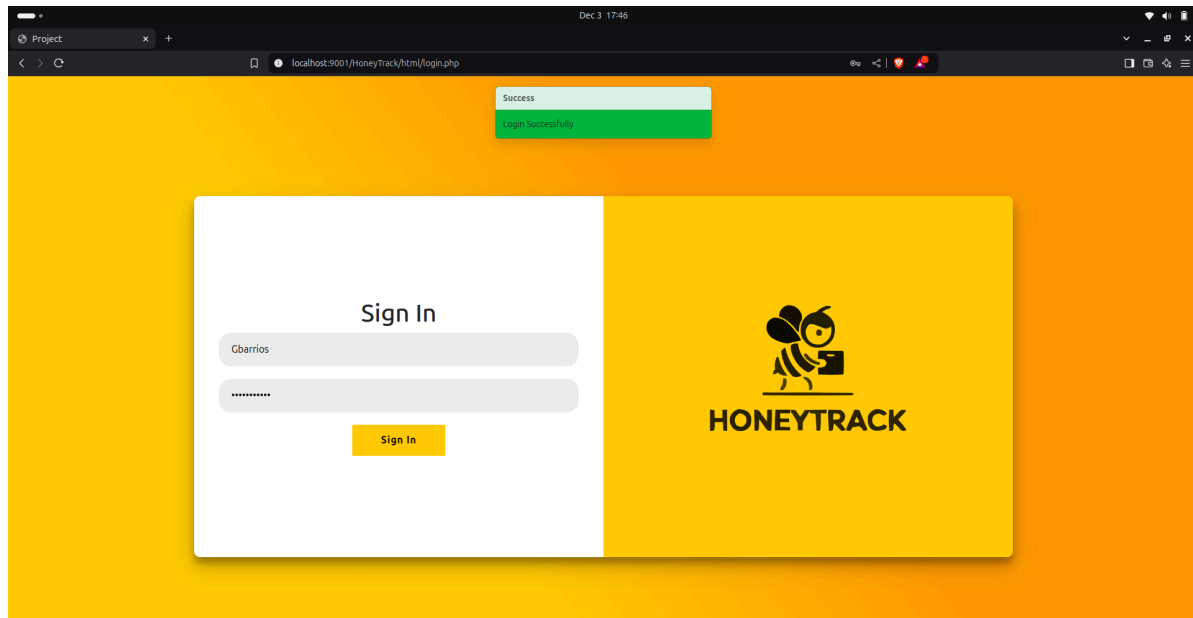 Dec 3 17:46
Project
localhost:9001/HoneyTrack/html/login.php
Success
Login Successfully
Sign In
Gbarrios
•••••••••••
Sign In
HONEYTRACK